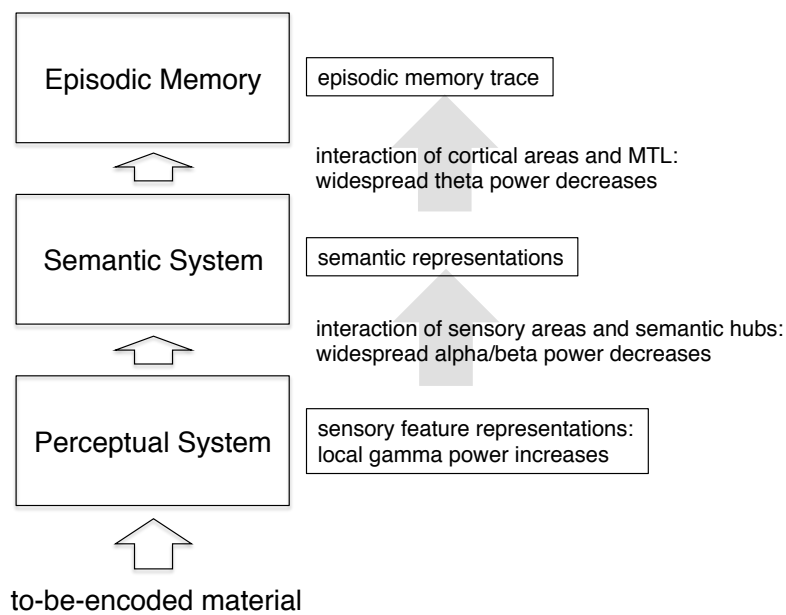 Episodic Memory
episodic memory trace
interaction of cortical areas and MTL:
widespread theta power decreases
Semantic System
semantic representations
interaction of sensory areas and semantic hubs:
widespread alpha/beta power decreases
Perceptual System
sensory feature representations:
local gamma power increases
to-be-encoded material